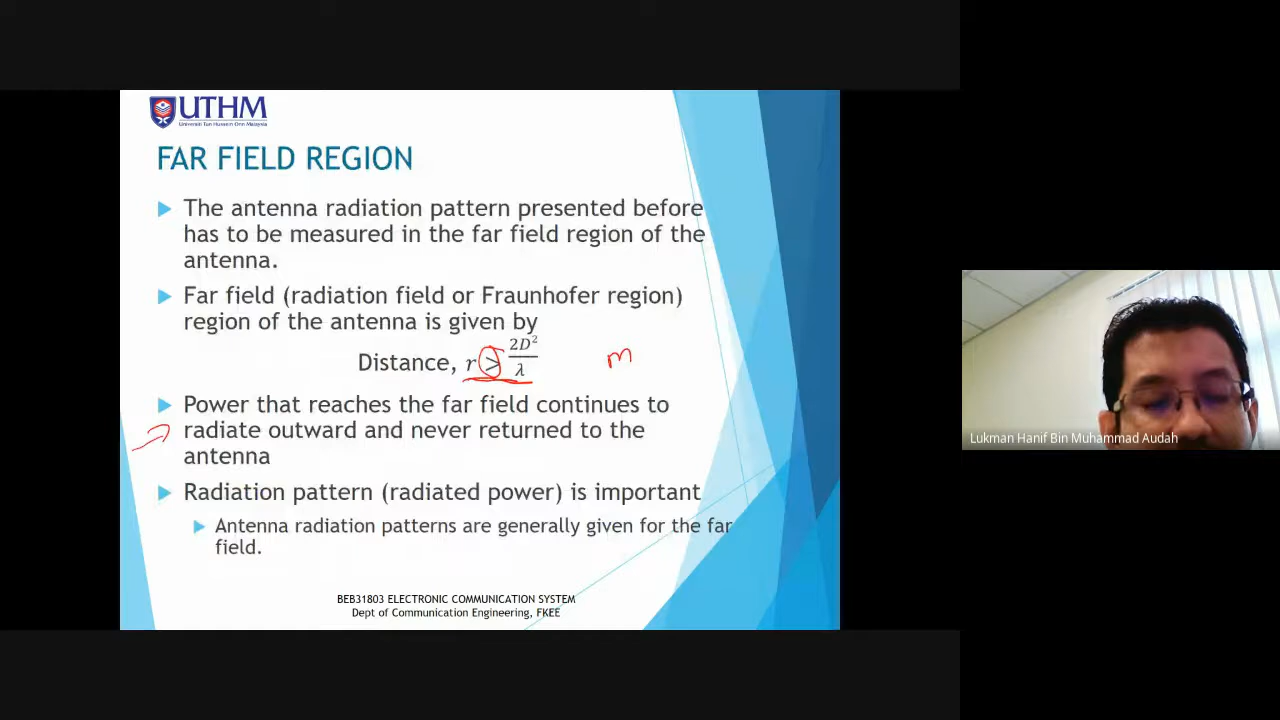 UTHM
Universiti Tun Hussein Onn Malaysia
FAR FIELD REGION
The antenna radiation pattern presented before
has to be measured in the far field region of the
antenna.
Far field (radiation field or Fraunhofer region)
region of the antenna is given by
Distance, r > 2D²/λ m
Power that reaches the far field continues to
radiate outward and never returned to the
antenna
Radiation pattern (radiated power) is important
Antenna radiation patterns are generally given for the far
field.
BEB31803 ELECTRONIC COMMUNICATION SYSTEM
Dept of Communication Engineering, FKEE
Lukman Hanif Bin Muhammad Audah